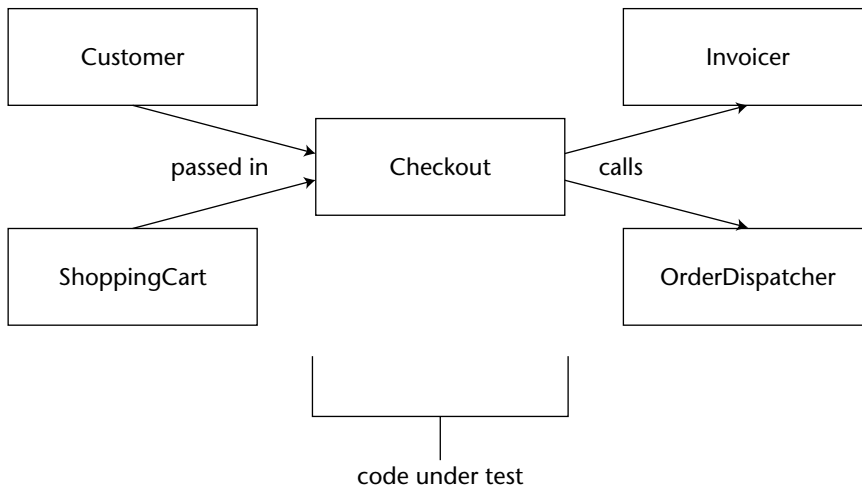 Customer
Invoicer
passed in
Checkout
calls
ShoppingCart
OrderDispatcher
code under test